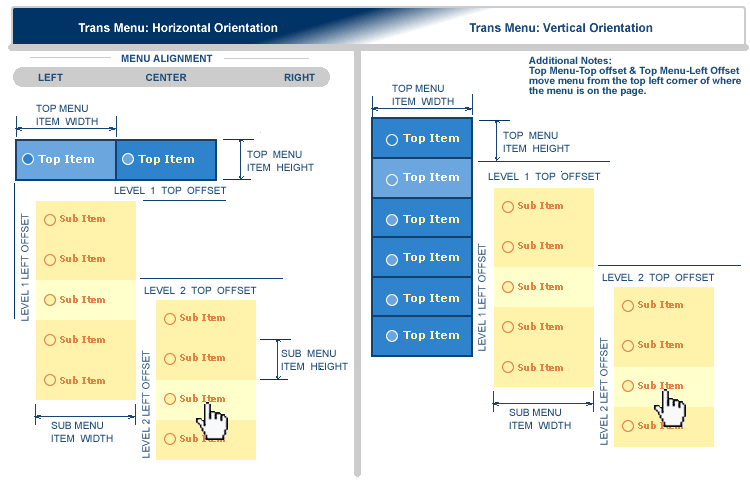 Trans Menu: Horizontal Orientation
MENU ALIGNMENT
LEFT CENTER RIGHT
TOP MENU
ITEM WIDTH
Top Item
Top Item
TOP MENU
ITEM HEIGHT
LEVEL 1 TOP OFFSET
LEVEL 1 LEFT OFFSET
Sub Item
Sub Item
Sub Item
Sub Item
Sub Item
SUB MENU
ITEM WIDTH
LEVEL 2 TOP OFFSET
LEVEL 2 LEFT OFFSET
Sub Item
Sub Item
Sub Item
Sub
SUB MENU
ITEM HEIGHT
Trans Menu: Vertical Orientation
Additional Notes:
Top Menu-Top offset & Top Menu-Left Offset
move menu from the top left corner of where
the menu is on the page.
TOP MENU
ITEM WIDTH
Top Item
Top Item
Top Item
Top Item
Top Item
Top Item
TOP MENU
ITEM HEIGHT
LEVEL 1 TOP OFFSET
LEVEL 1 LEFT OFFSET
Sub Item
Sub Item
Sub Item
Sub Item
Sub Item
SUB MENU
ITEM WIDTH
LEVEL 2 TOP OFFSET
LEVEL 2 LEFT OFFSET
Sub Item
Sub Item
Sub Item
Sub